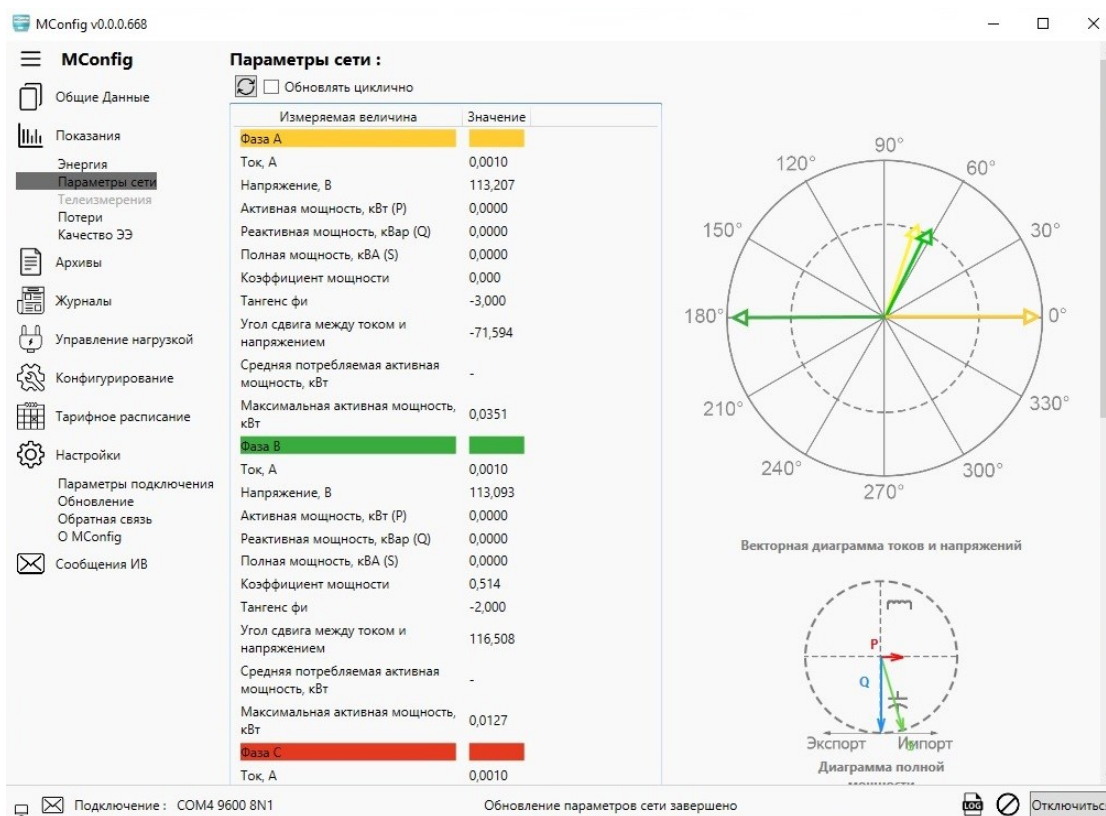 MConfig v0.0.0.668
MConfig
Общие Данные
Показания
Энергия
Параметры сети
Телеизмерения
Потери
Качество ЭЭ
Архивы
Журналы
Управление нагрузкой
Конфигурирование
Тарифное расписание
Настройки
Параметры подключения
Обновление
Обратная связь
О MConfig
Сообщения ИВ
Параметры сети :
Обновлять циклично
Измеряемая величина Значение
Фаза A
Ток, А 0,0010
Напряжение, В 113,207
Активная мощность, кВт (P) 0,0000
Реактивная мощность, кВар (Q) 0,0000
Полная мощность, кВА (S) 0,0000
Коэффициент мощности 0,000
Тангенс фи -3,000
Угол сдвига между током и
напряжением -71,594
Средняя потребляемая активная
мощность, кВт -
Максимальная активная мощность,
кВт 0,0351
Фаза B
Ток, А 0,0010
Напряжение, В 113,093
Активная мощность, кВт (P) 0,0000
Реактивная мощность, кВар (Q) 0,0000
Полная мощность, кВА (S) 0,0000
Коэффициент мощности 0,514
Тангенс фи -2,000
Угол сдвига между током и
напряжением 116,508
Средняя потребляемая активная
мощность, кВт -
Максимальная активная мощность,
кВт 0,0127
Фаза C
Ток, А 0,0010
90°
120° 60°
150° 30°
180° 0°
210° 330°
240° 300°
270°
Векторная диаграмма токов и напряжений
P
Q
S
Экспорт Импорт
Диаграмма полной
мощности
Подключение : COM4 9600 8N1
Обновление параметров сети завершено
LOG
Отключитьс